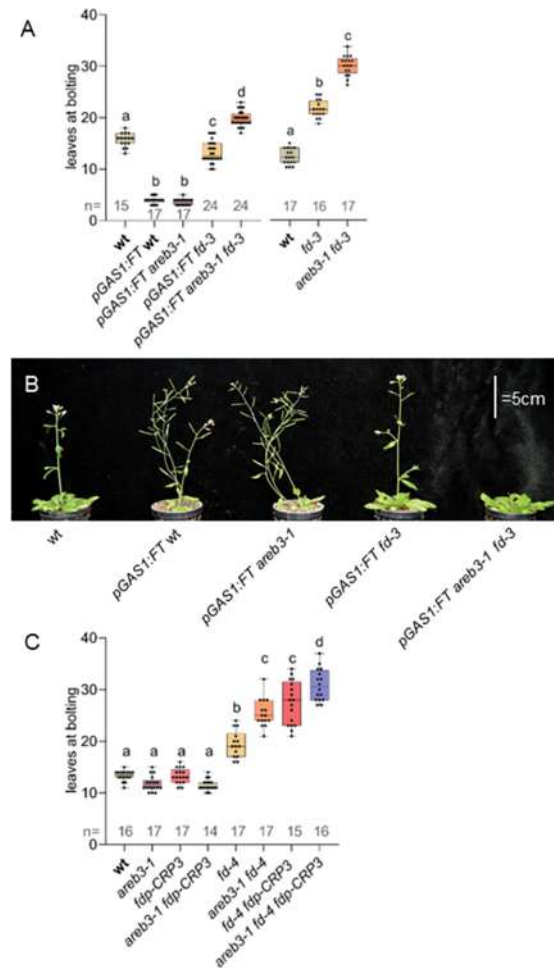 A
leaves at bolting
40
30
20
10
0
a
b
b
c
d
a
b
c
n=
15
17
17
24
24
17
16
17
wt
pGAS1:FT wt
pGAS1:FT areb3-1
pGAS1:FT fd-3
pGAS1:FT areb3-1 fd-3
wt
fd-3
areb3-1 fd-3
B
=5cm
wt
pGAS1:FT wt
pGAS1:FT areb3-1
pGAS1:FT fd-3
pGAS1:FT areb3-1 fd-3
C
leaves at bolting
40
30
20
10
0
a
a
a
a
b
c
c
d
n=
16
17
17
14
17
17
15
16
wt
areb3-1
fdp-CRP3
areb3-1 fdp-CRP3
fd-4
areb3-1 fd-4
fd-4 fdp-CRP3
areb3-1 fd-4 fdp-CRP3